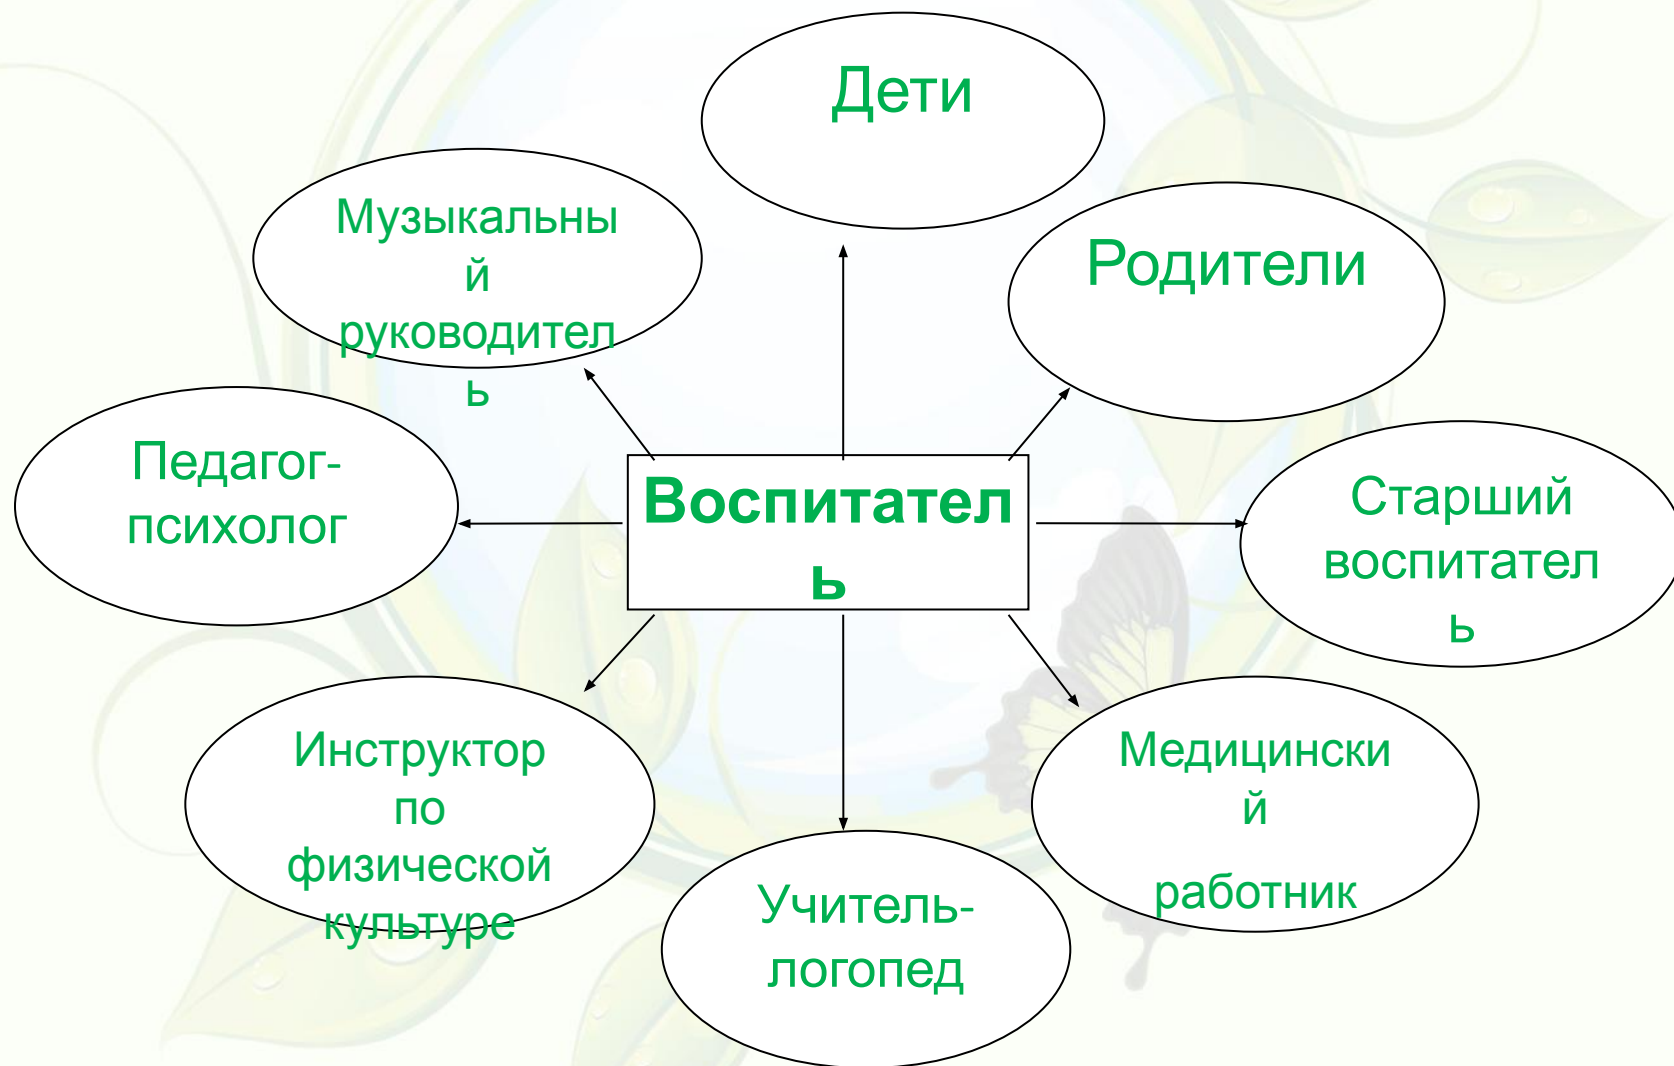 Дети
Музыкальны
й
руководител
ь
Родители
Педагог-
психолог
Воспитател
ь
Старший
воспитател
ь
Инструктор
по
физической
культуре
Учитель-
логопед
Медицински
й
работник